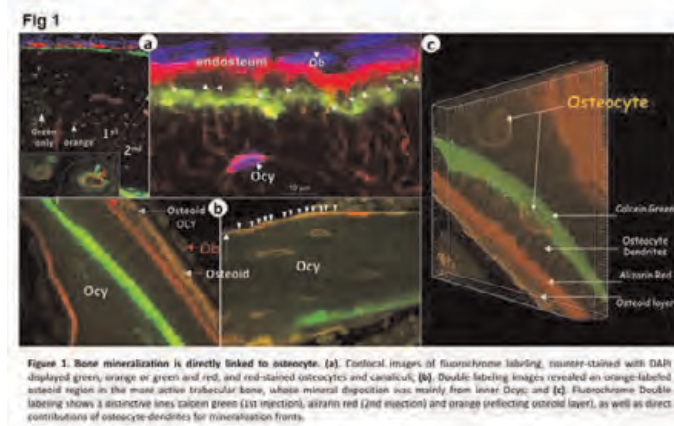 Fig 1
a
endosteum
Ob
c
Osteocyte
Green only
orange
1st
2nd
Ocy
10 µm
Osteoid
OCY
b
Ob
Osteoid
Ocy
Ocy
Calcein Green
Osteocyte Dendrites
Alizarin Red
Osteoid layer
Figure 1. Bone mineralization is directly linked to osteocyte. (a). Confocal images of fluorochrome labeling, counter-stained with DAPI
displayed green, orange or green and red, and red-stained osteocytes and canaliculi, (b). Double labeling images revealed an orange-labeled
osteoid region in the more active trabecular bone, whose mineral disposition was mainly from inner Ocys; and (c). Fluorochrome Double
labeling shows a distinctive lines calcein green (1st injection), alizarin red (2nd injection) and orange (reflecting osteoid layer), as well as direct
contributions of osteocyte-dendrites for mineralization fronts.